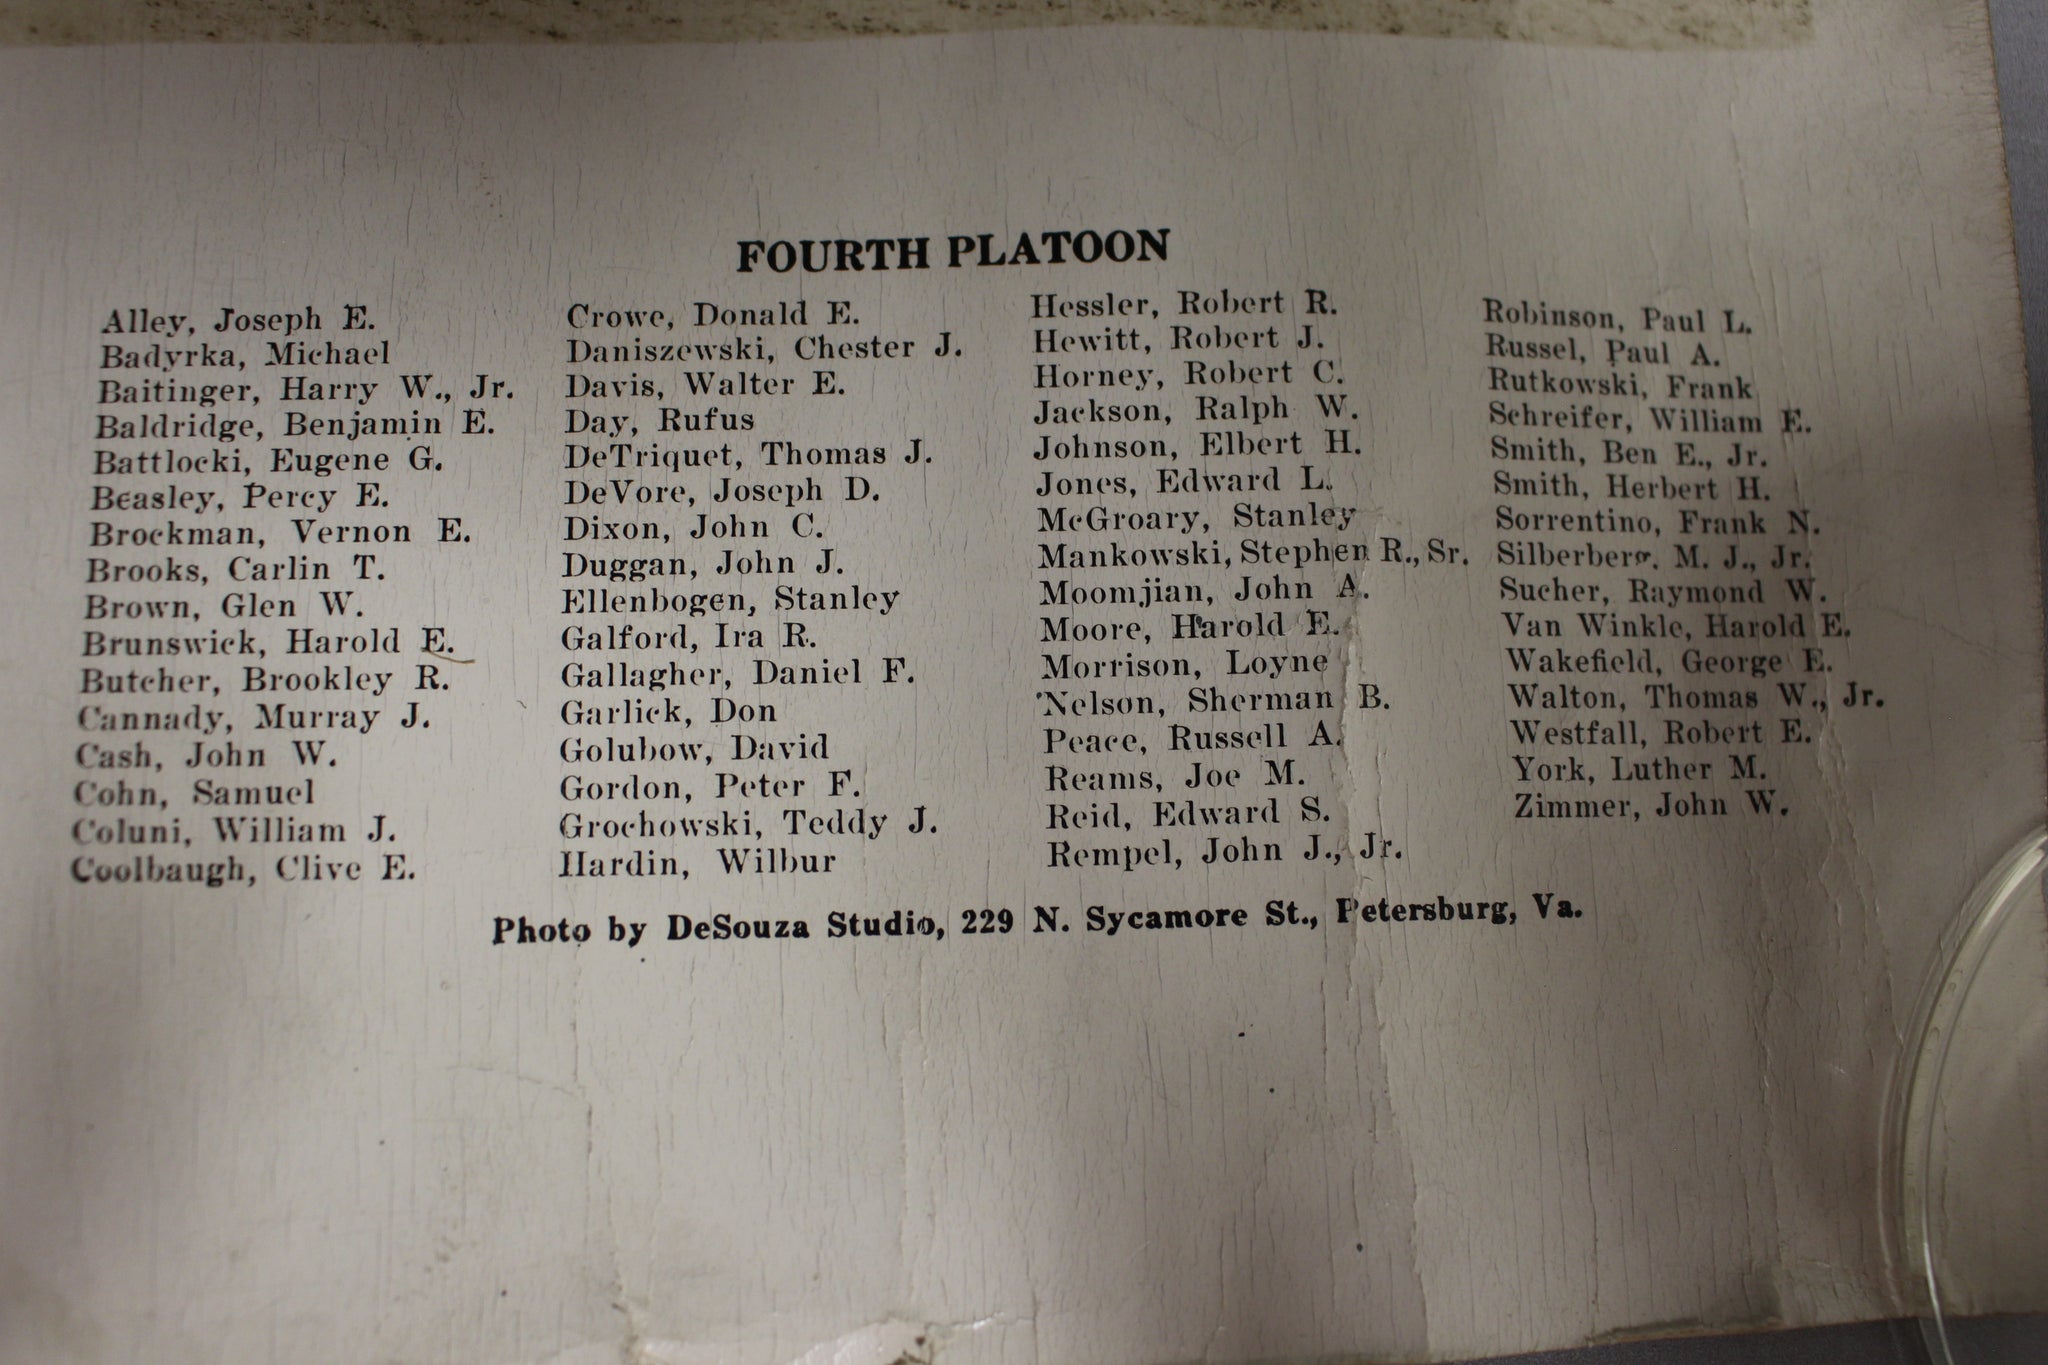 FOURTH PLATOON
Alley, Joseph E.
Badyrka, Michael
Baitinger, Harry W., Jr.
Baldridge, Benjamin E.
Battlocki, Eugene G.
Beasley, Percy E.
Brockman, Vernon E.
Brooks, Carlin T.
Brown, Glen W.
Brunswick, Harold E.
Butcher, Brookley R.
Cannady, Murray J.
Cash, John W.
Cohn, Samuel
Coluni, William J.
Coolbaugh, Clive E.
Crowe, Donald E.
Daniszewski, Chester J.
Davis, Walter E.
Day, Rufus
DeTriquet, Thomas J.
DeVore, Joseph D.
Dixon, John C.
Duggan, John J.
Ellenbogen, Stanley
Galford, Ira R.
Gallagher, Daniel F.
Garlick, Don
Golubow, David
Gordon, Peter F.
Grochowski, Teddy J.
Hardin, Wilbur
Hessler, Robert R.
Hewitt, Robert J.
Horney, Robert C.
Jackson, Ralph W.
Johnson, Elbert H.
Jones, Edward L.
McGroary, Stanley
Mankowski, Stephen R., Sr.
Moomjian, John A.
Moore, Harold E.
Morrison, Loyne
Nelson, Sherman B.
Peace, Russell A.
Reams, Joe M.
Reid, Edward S.
Rempel, John J., Jr.
Robinson, Paul L.
Russel, Paul A.
Rutkowski, Frank
Schreifer, William E.
Smith, Ben E., Jr.
Smith, Herbert H.
Sorrentino, Frank N.
Silberberg, M. J., Jr.
Sucher, Raymond W.
Van Winkle, Harold E.
Wakefield, George E.
Walton, Thomas W., Jr.
Westfall, Robert E.
York, Luther M.
Zimmer, John W.
Photo by DeSouza Studio, 229 N. Sycamore St., Petersburg, Va.